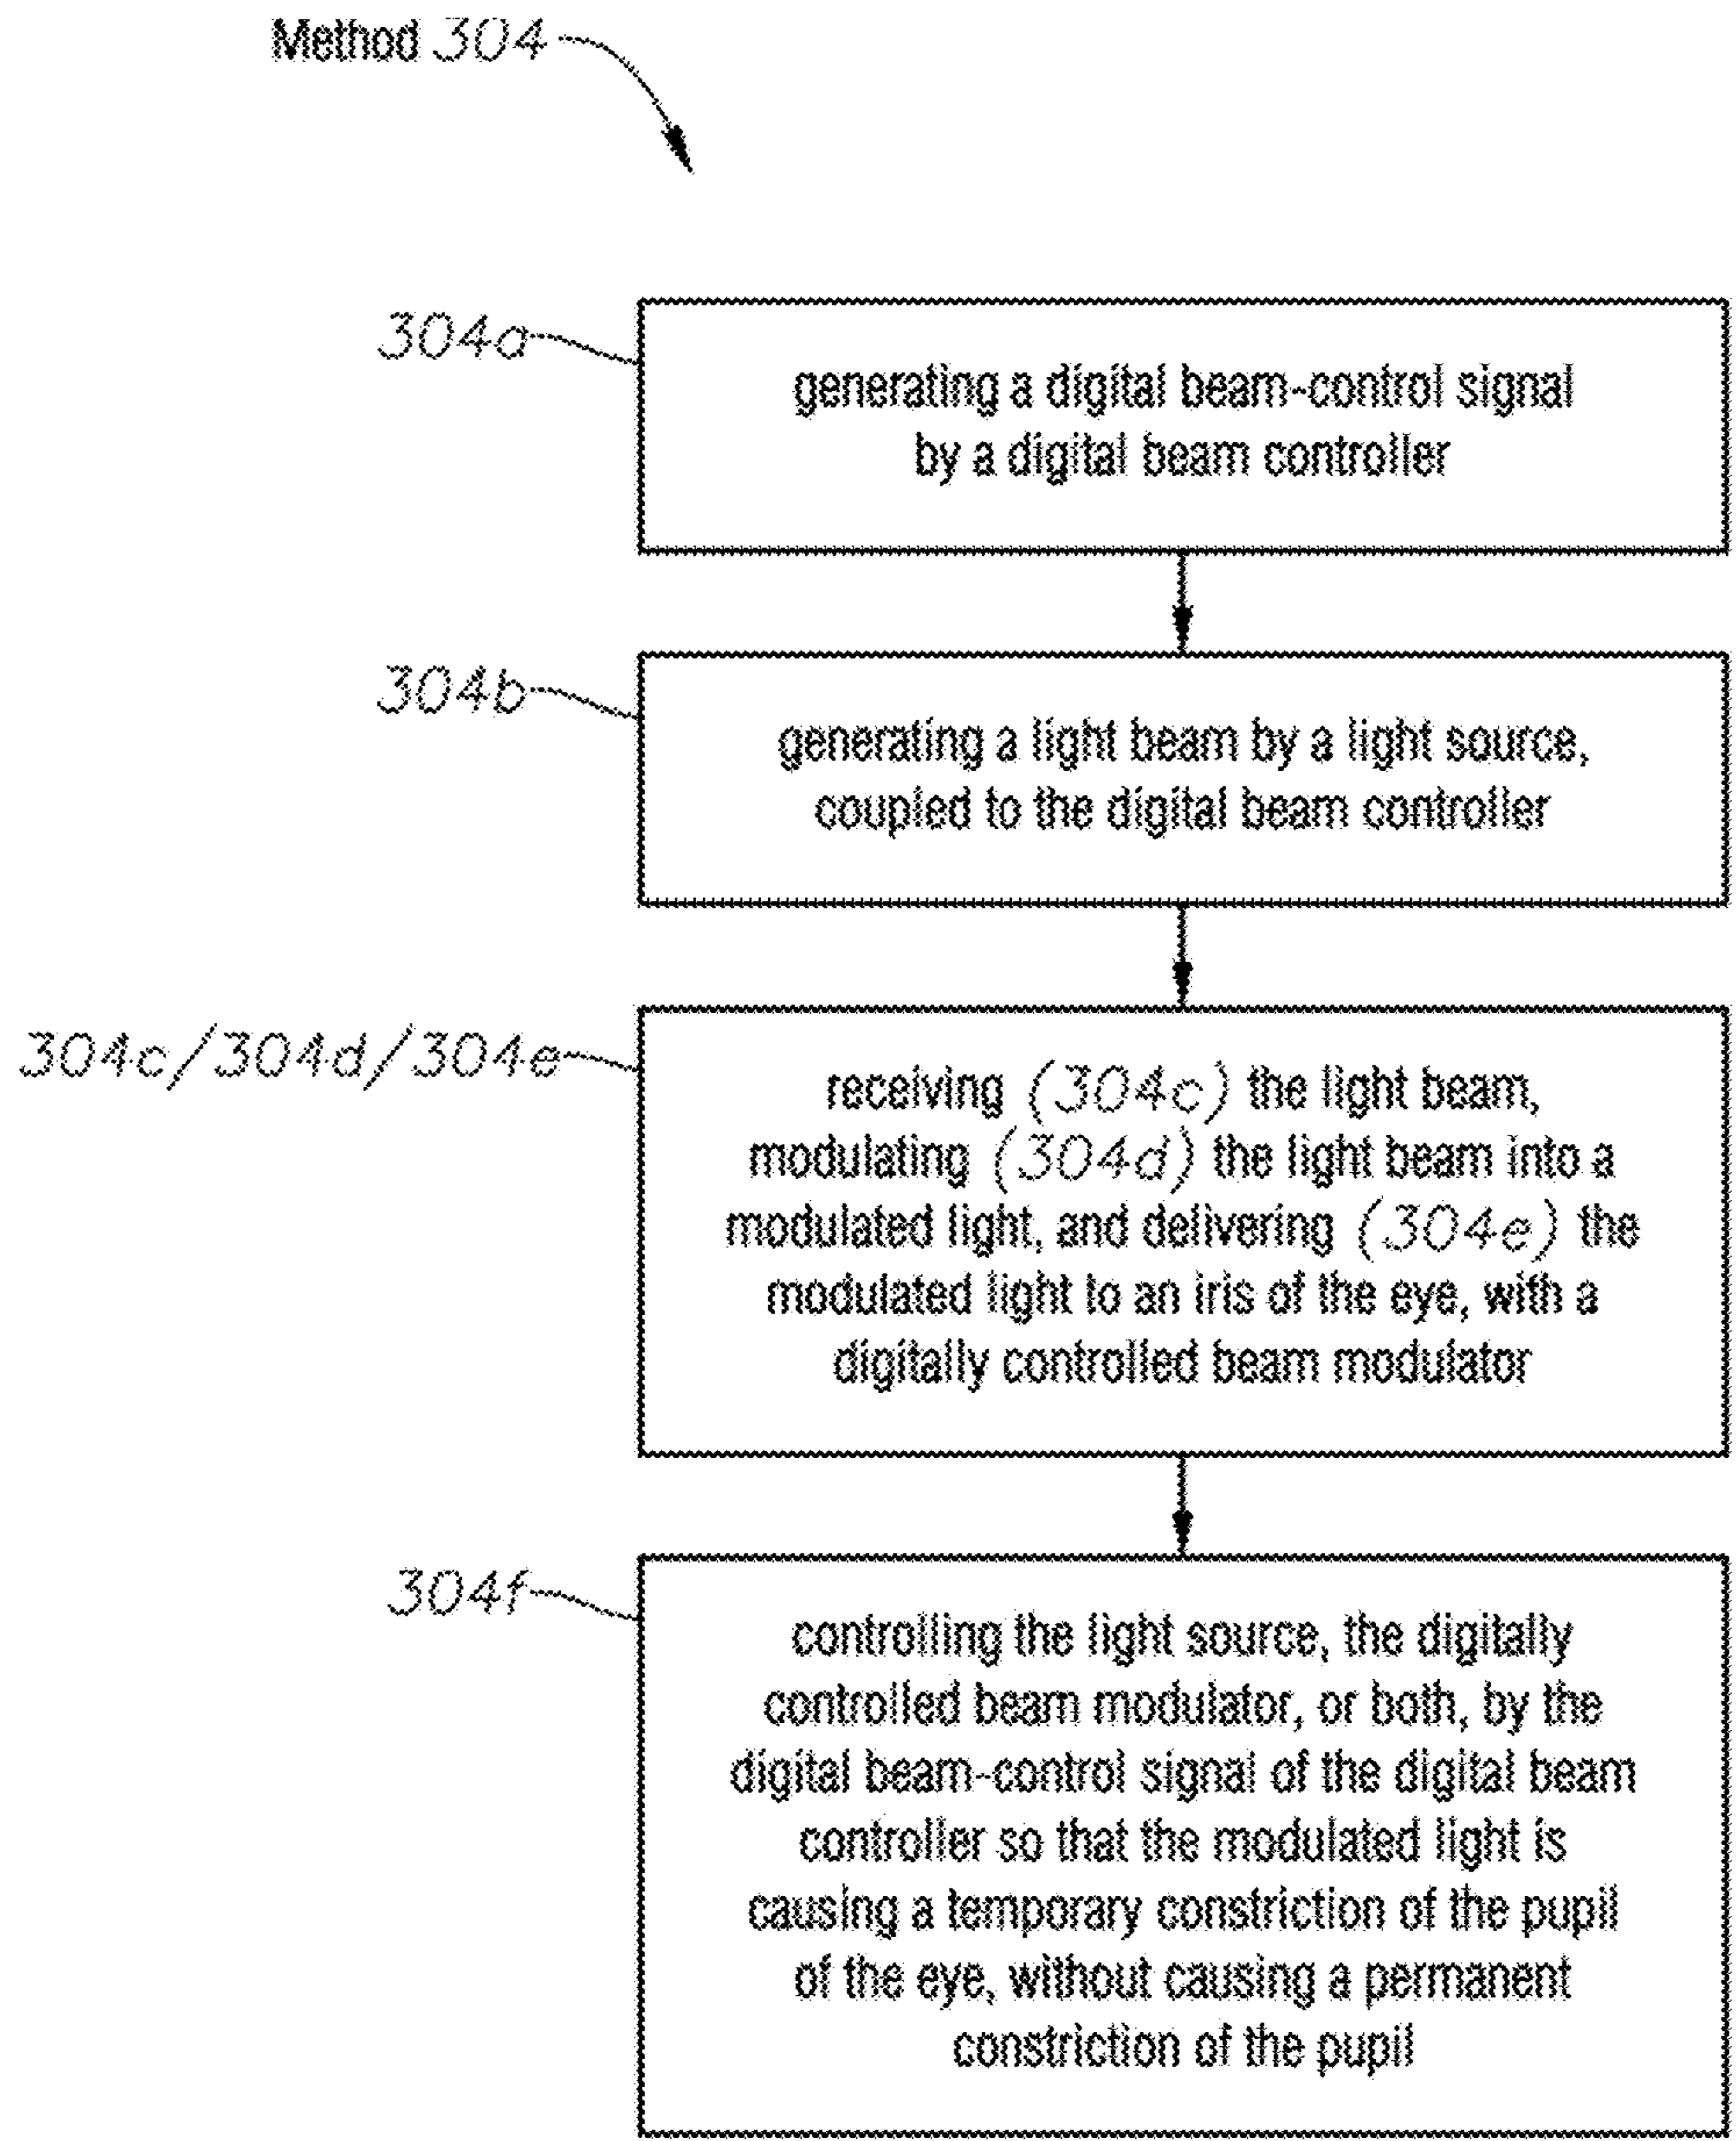 Method 304
304a
generating a digital beam-control signal
by a digital beam controller
304b
generating a light beam by a light source,
coupled to the digital beam controller
304c/304d/304e
receiving (304c) the light beam,
modulating (304d) the light beam into a
modulated light, and delivering (304e) the
modulated light to an iris of the eye, with a
digitally controlled beam modulator
304f
controlling the light source, the digitally
controlled beam modulator, or both, by the
digital beam-control signal of the digital beam
controller so that the modulated light is
causing a temporary constriction of the pupil
of the eye, without causing a permanent
constriction of the pupil